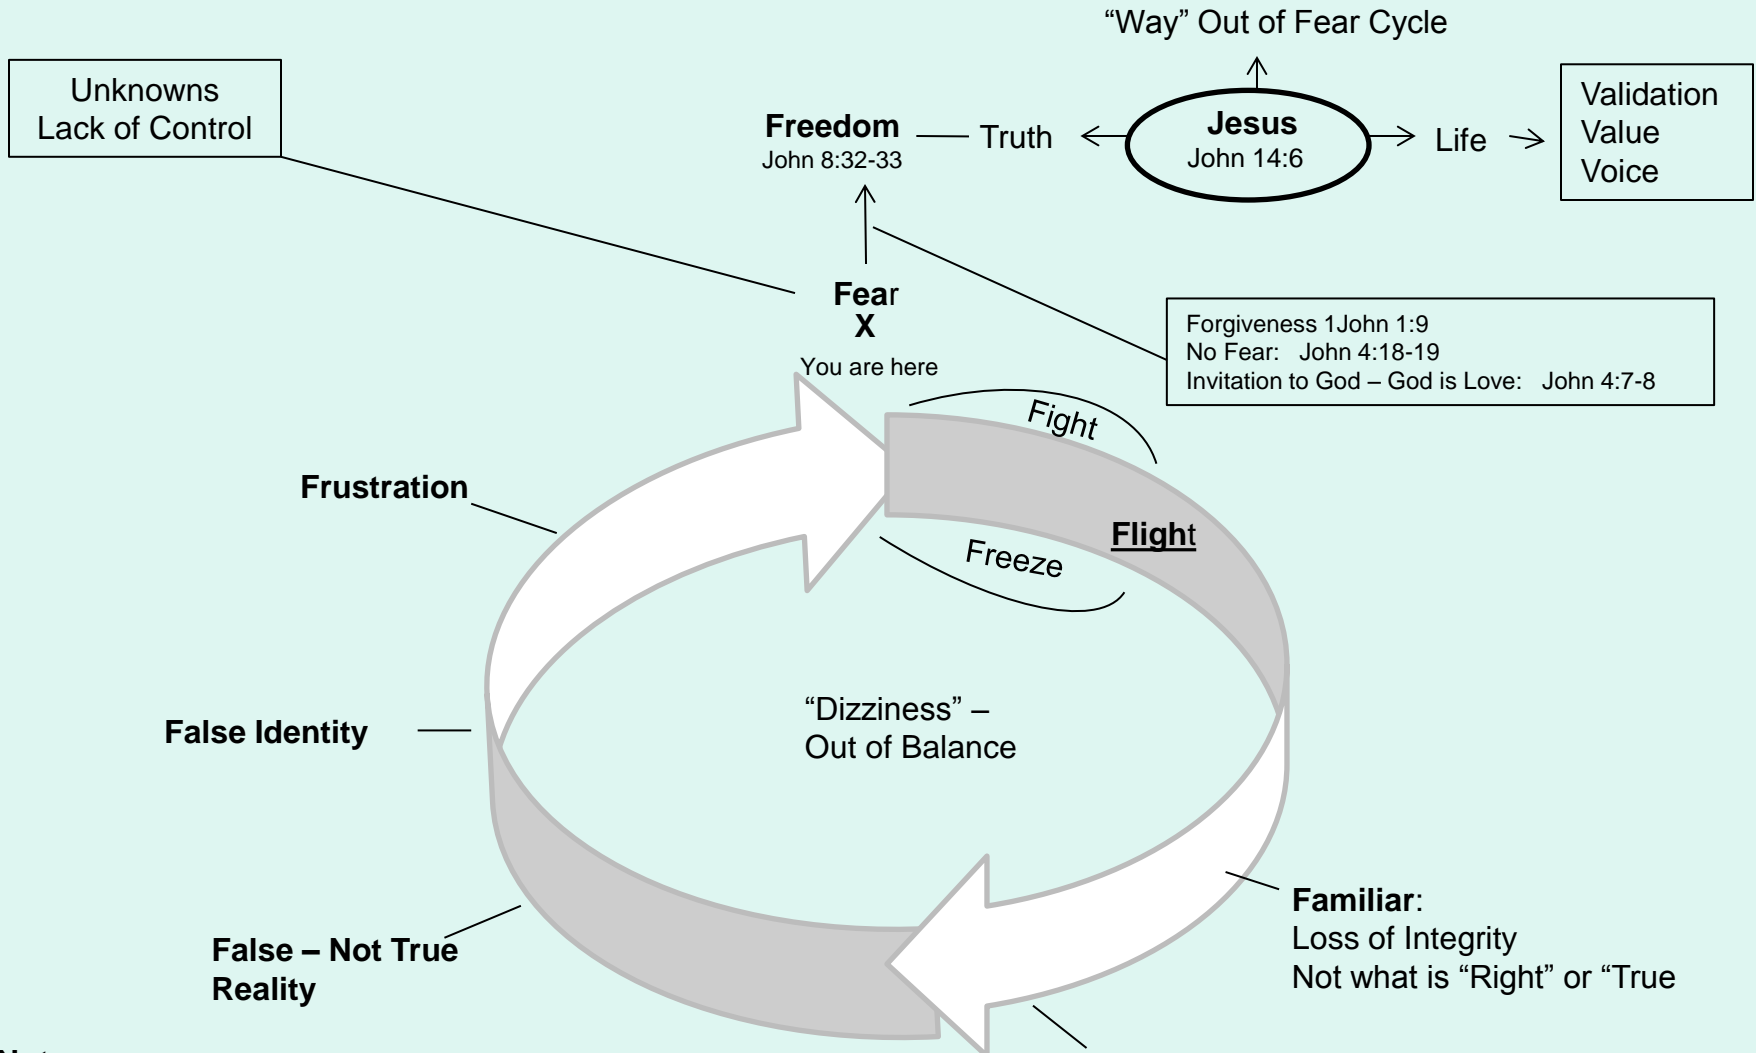 “Way” Out of Fear Cycle
Unknowns
Lack of Control
Freedom
John 8:32-33
Truth
Jesus
John 14:6
Life
Validation
Value
Voice
Fear
X
You are here
Forgiveness 1John 1:9
No Fear: John 4:18-19
Invitation to God – God is Love: John 4:7-8
Fight
Flight
Freeze
Frustration
“Dizziness” –
Out of Balance
False Identity
Familiar:
Loss of Integrity
Not what is “Right” or “True
False – Not True
Reality